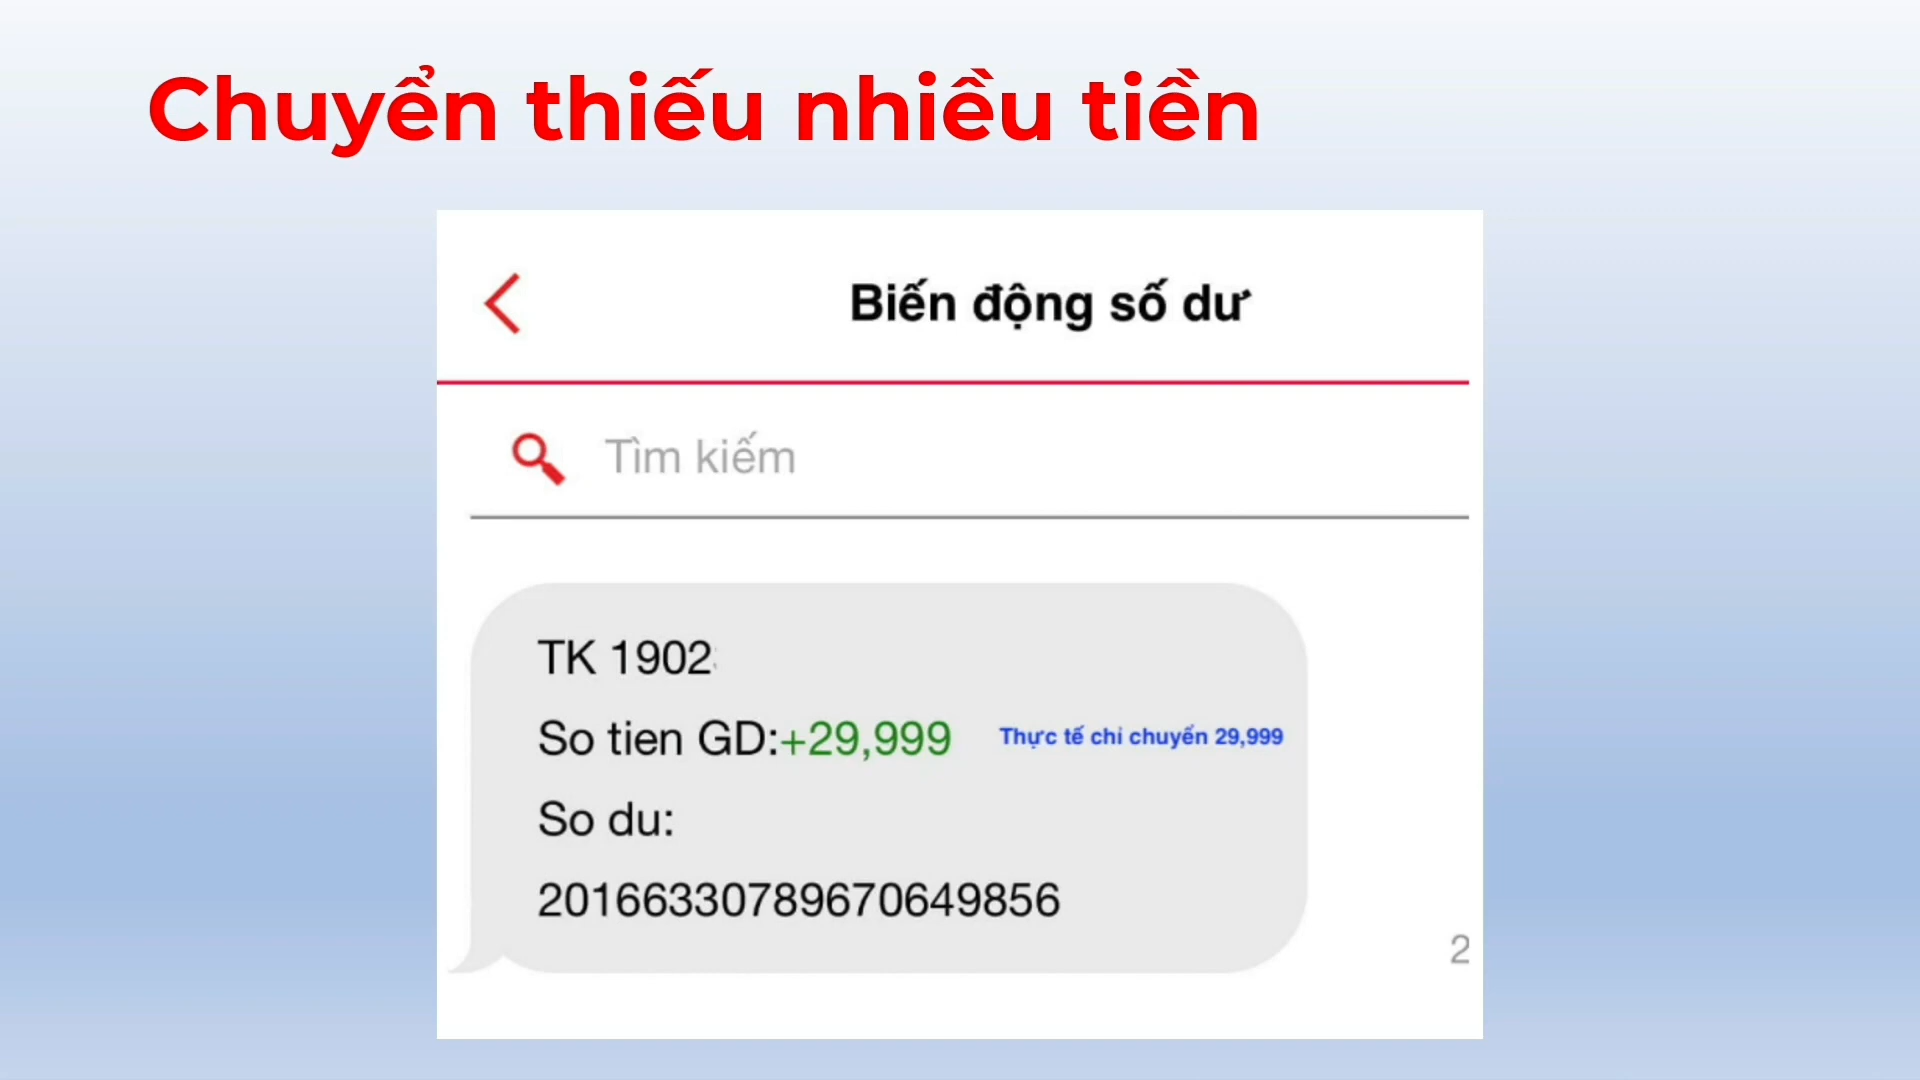 Chuyển thiếu nhiều tiền
Biến động số dư
Tìm kiếm
TK 1902
So tien GD:+29,999
Thực tế chỉ chuyển 29,999
So du:
20166330789670649856
2